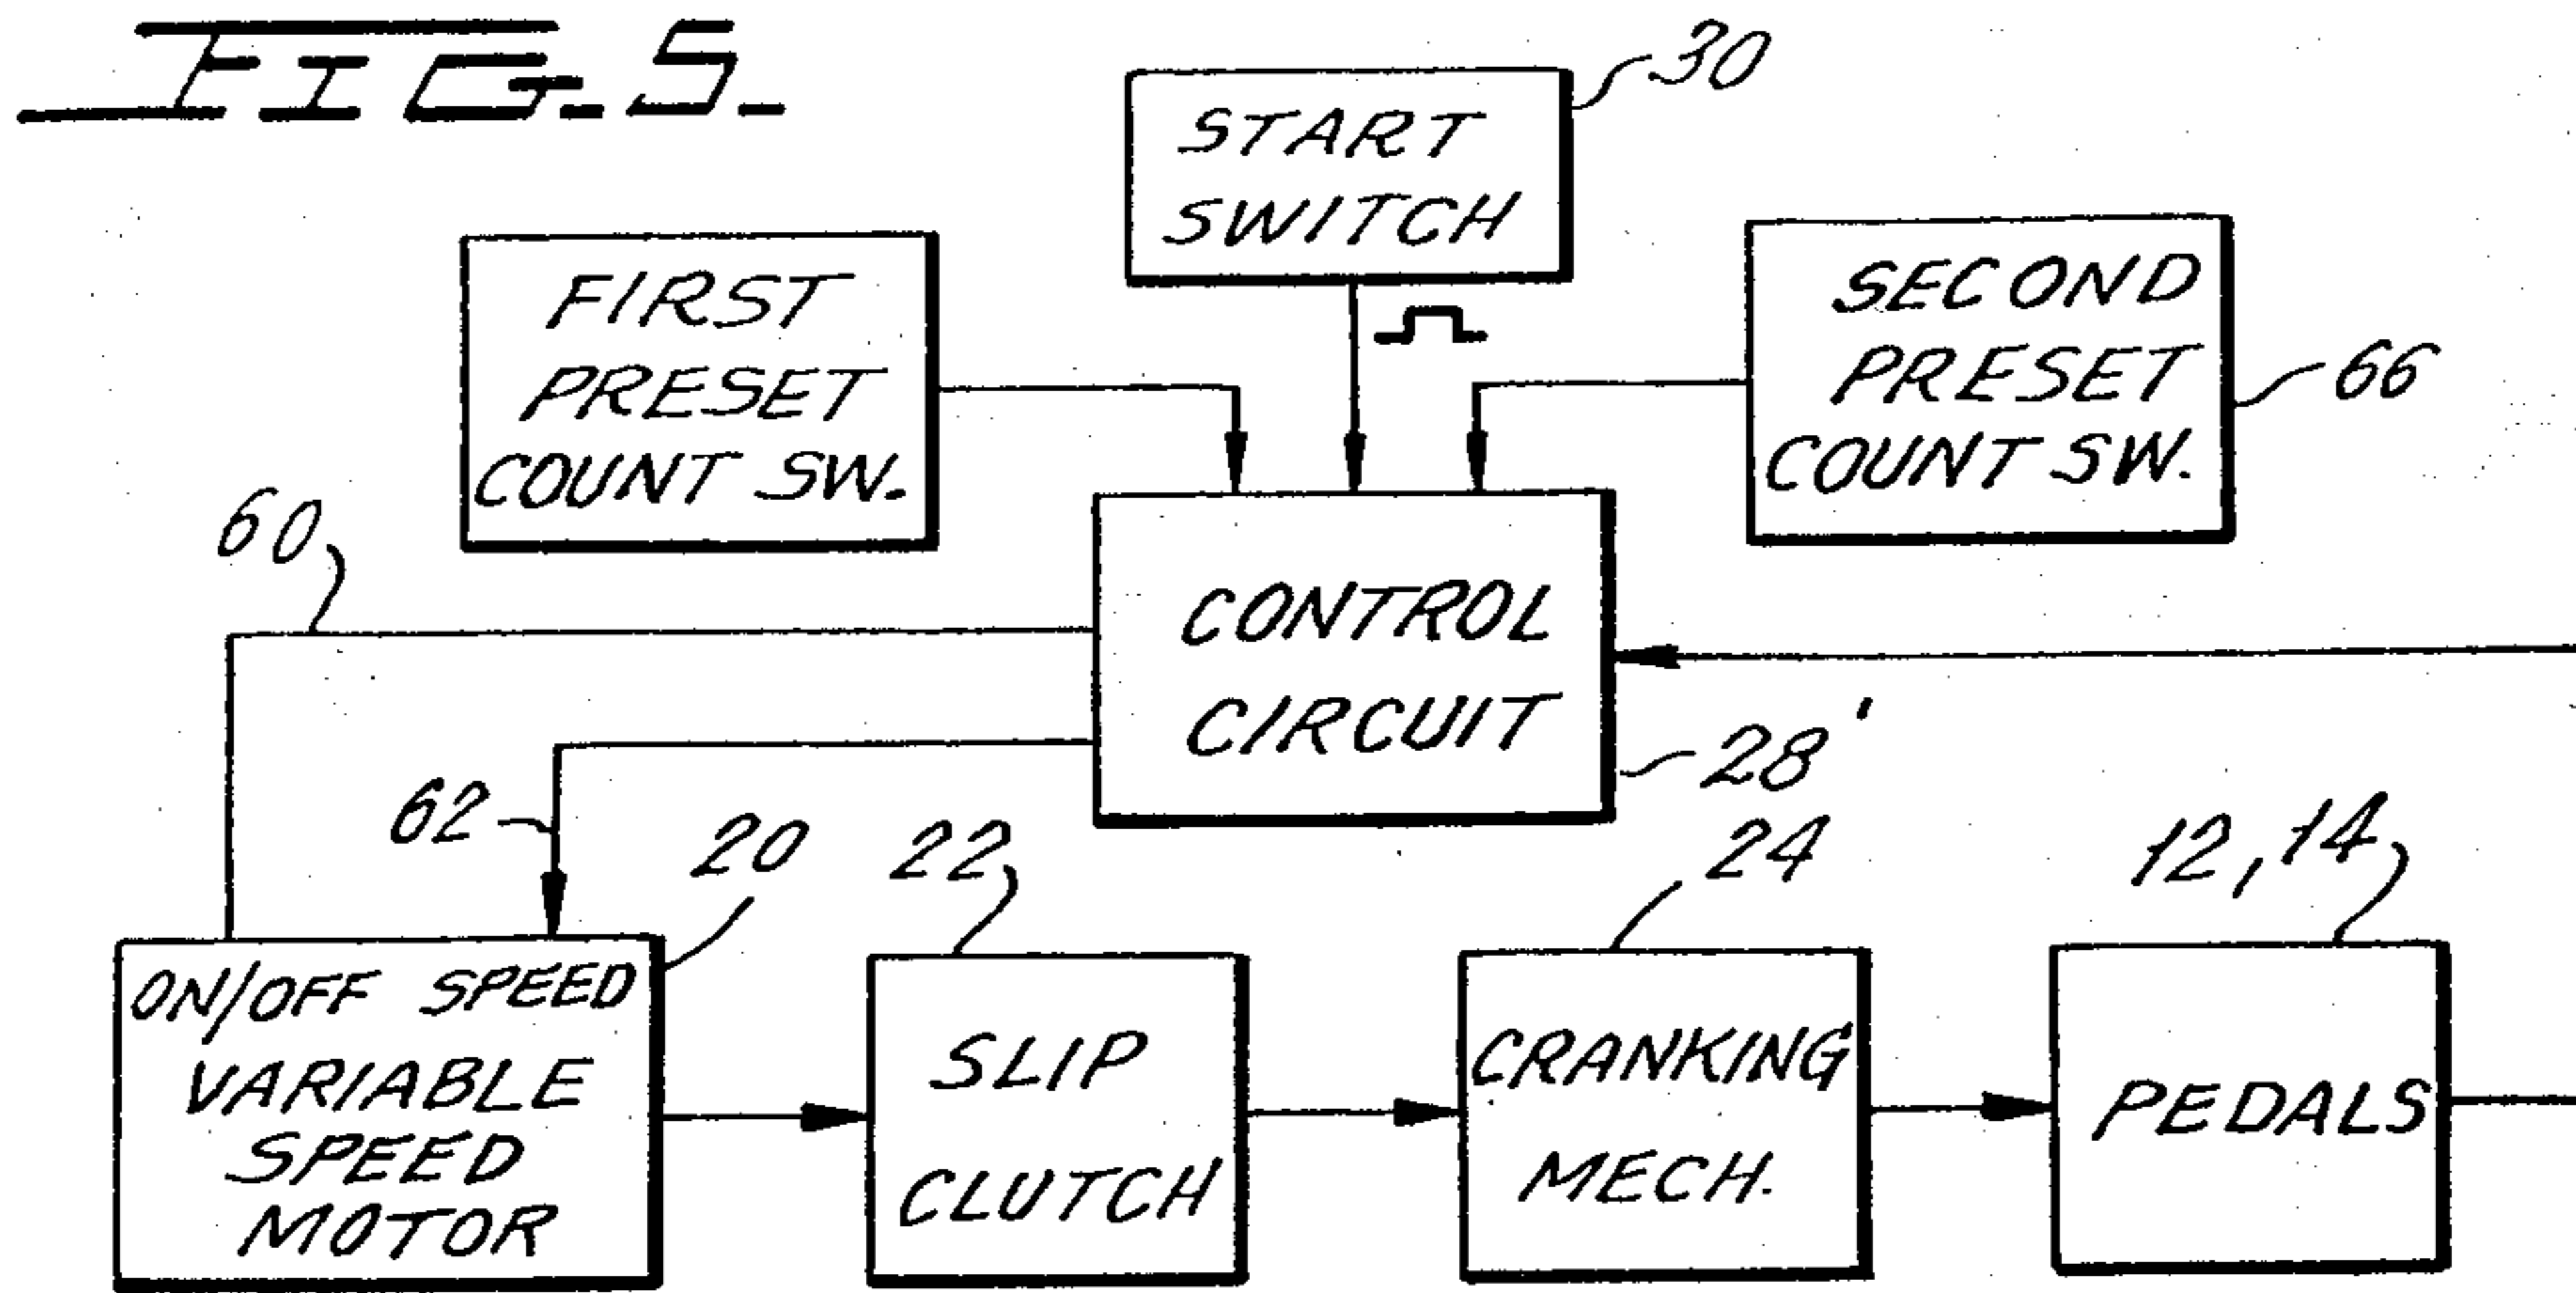 FIG. 5.
30
START
SWITCH
FIRST
PRESET
COUNT SW.
SECOND
PRESET
COUNT SW.
66
60
CONTROL
CIRCUIT
28'
62
20
22
24
12, 14
ON/OFF SPEED
VARIABLE
SPEED
MOTOR
SLIP
CLUTCH
CRANKING
MECH.
PEDALS